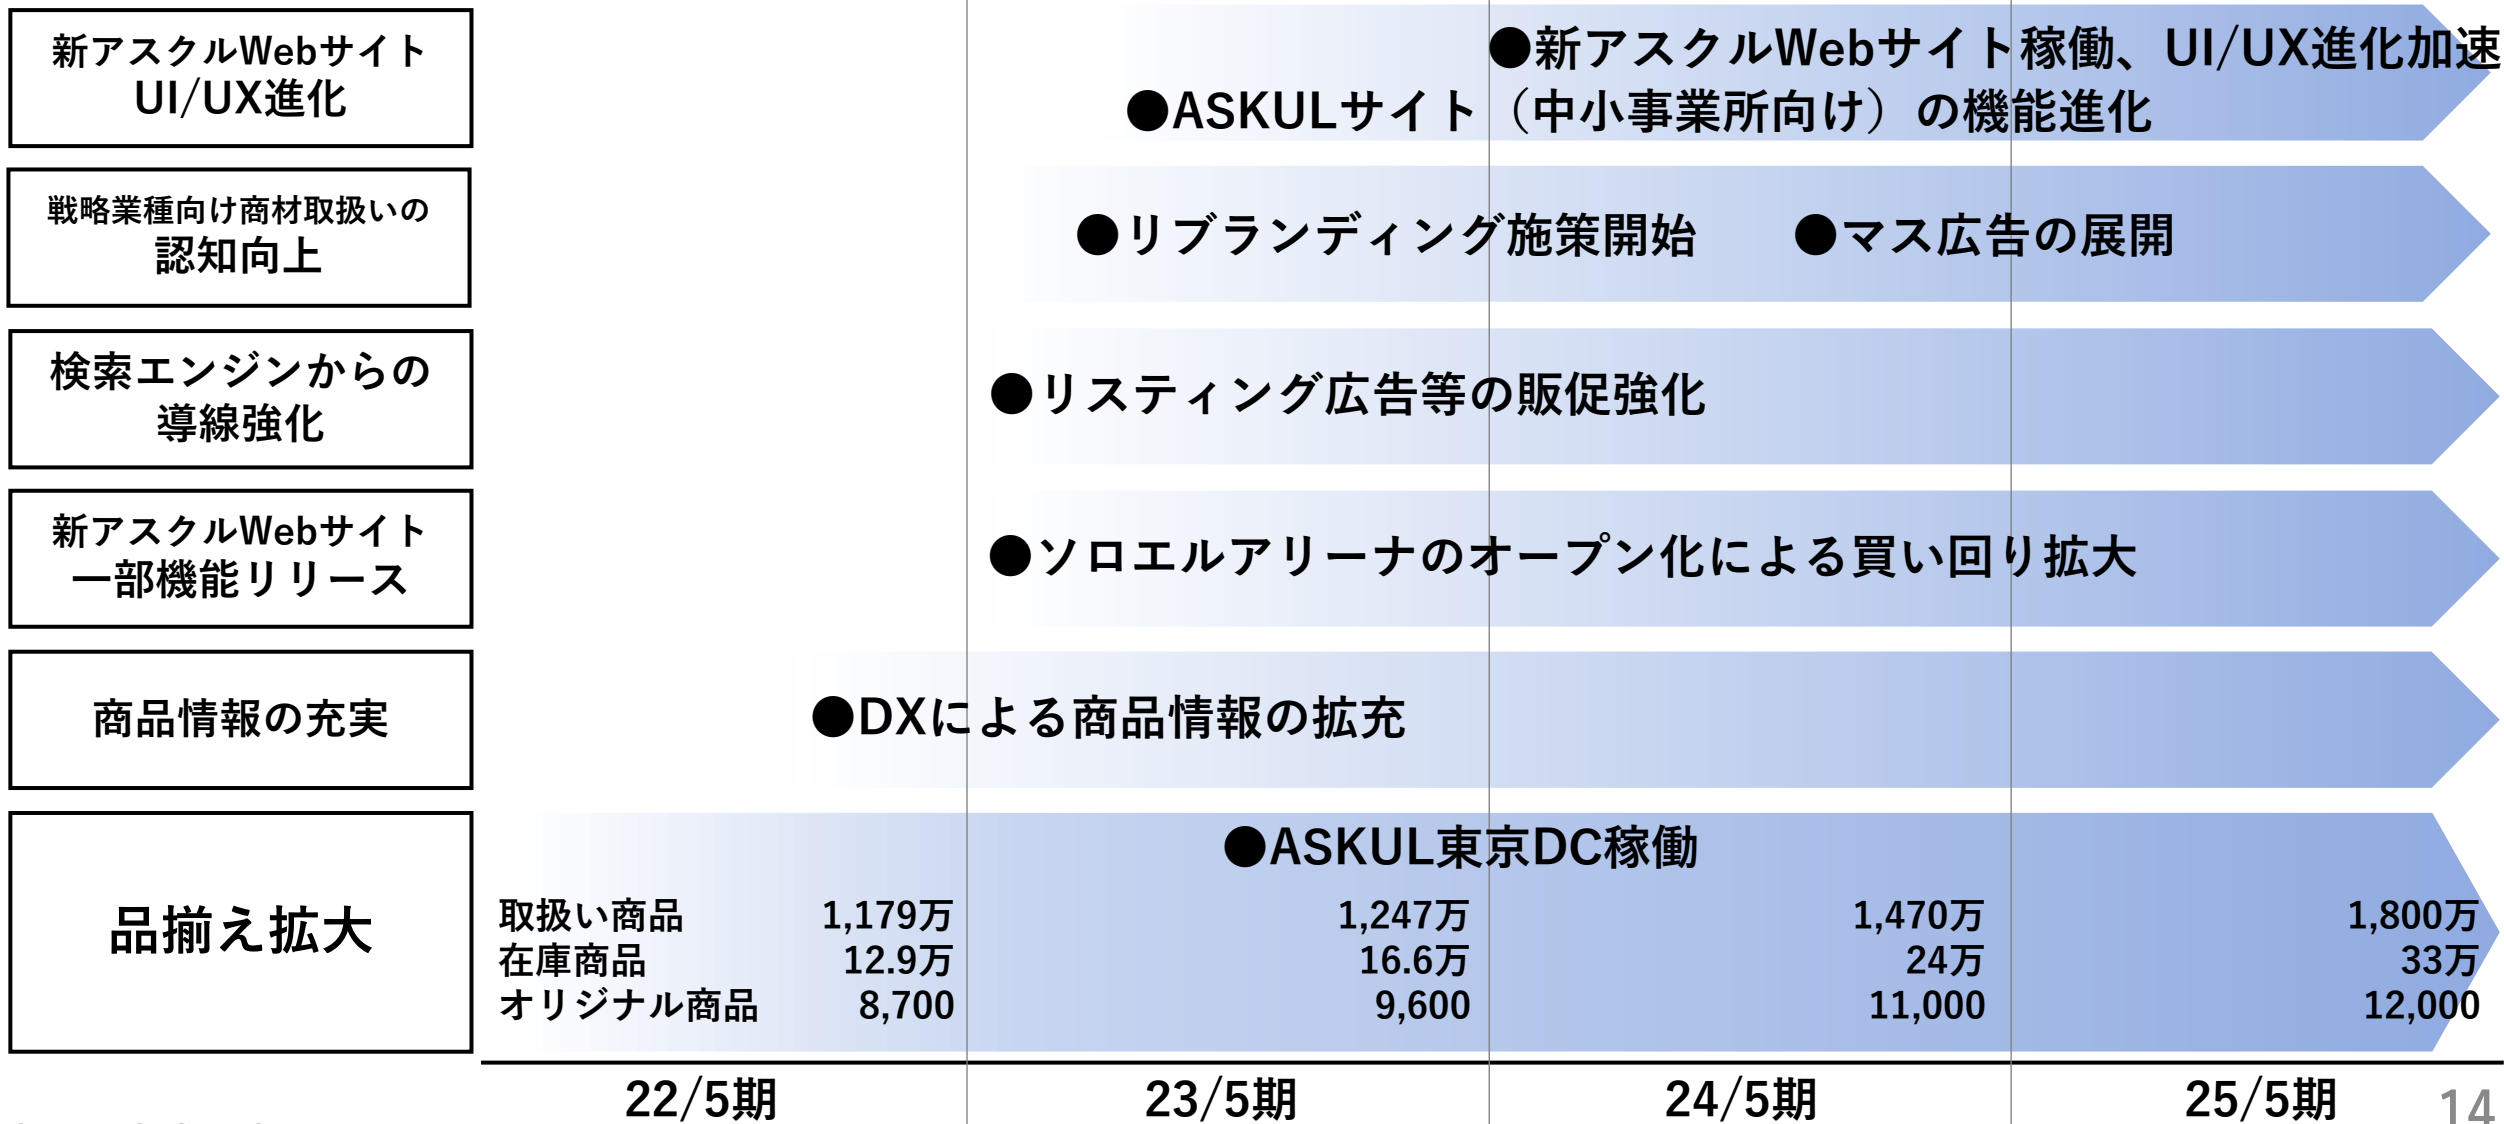 新アスクルWebサイト
UI/UX進化
●新アスクルWebサイト稼働、UI/UX進化加速
●ASKULサイト（中小事業所向け）の機能進化
戦略業種向け商材取扱いの
認知向上
●リブランディング施策開始 ●マス広告の展開
検索エンジンからの
導線強化
●リスティング広告等の販促強化
新アスクルWebサイト
一部機能リリース
●ソロエルアリーナのオープン化による買い回り拡大
商品情報の充実
●DXによる商品情報の拡充
品揃え拡大
●ASKUL東京DC稼働
取扱い商品 1,179万 1,247万 1,470万 1,800万
在庫商品 12.9万 16.6万 24万 33万
オリジナル商品 8,700 9,600 11,000 12,000
22/5期 23/5期 24/5期 25/5期
14